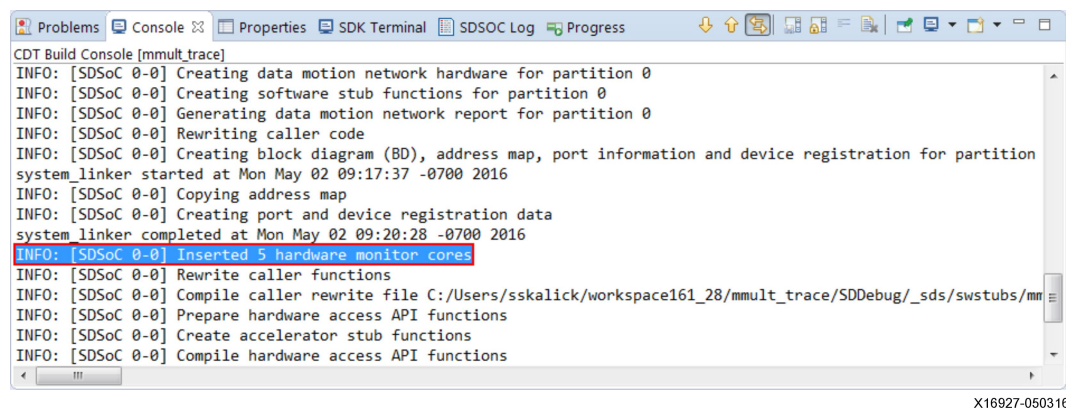 Problems Console Properties SDK Terminal SDSOC Log Progress
CDT Build Console [mmult_trace]
INFO: [SDSoC 0-0] Creating data motion network hardware for partition 0
INFO: [SDSoC 0-0] Creating software stub functions for partition 0
INFO: [SDSoC 0-0] Generating data motion network report for partition 0
INFO: [SDSoC 0-0] Rewriting caller code
INFO: [SDSoC 0-0] Creating block diagram (BD), address map, port information and device registration for partition
system_linker started at Mon May 02 09:17:37 -0700 2016
INFO: [SDSoC 0-0] Copying address map
INFO: [SDSoC 0-0] Creating port and device registration data
system_linker completed at Mon May 02 09:20:28 -0700 2016
INFO: [SDSoC 0-0] Inserted 5 hardware monitor cores
INFO: [SDSoC 0-0] Rewrite caller functions
INFO: [SDSoC 0-0] Compile caller rewrite file C:/Users/sskalick/workspace161_28/mmult_trace/SDDebug/_sds/swstubs/mm
INFO: [SDSoC 0-0] Prepare hardware access API functions
INFO: [SDSoC 0-0] Create accelerator stub functions
INFO: [SDSoC 0-0] Compile hardware access API functions
X16927-050316